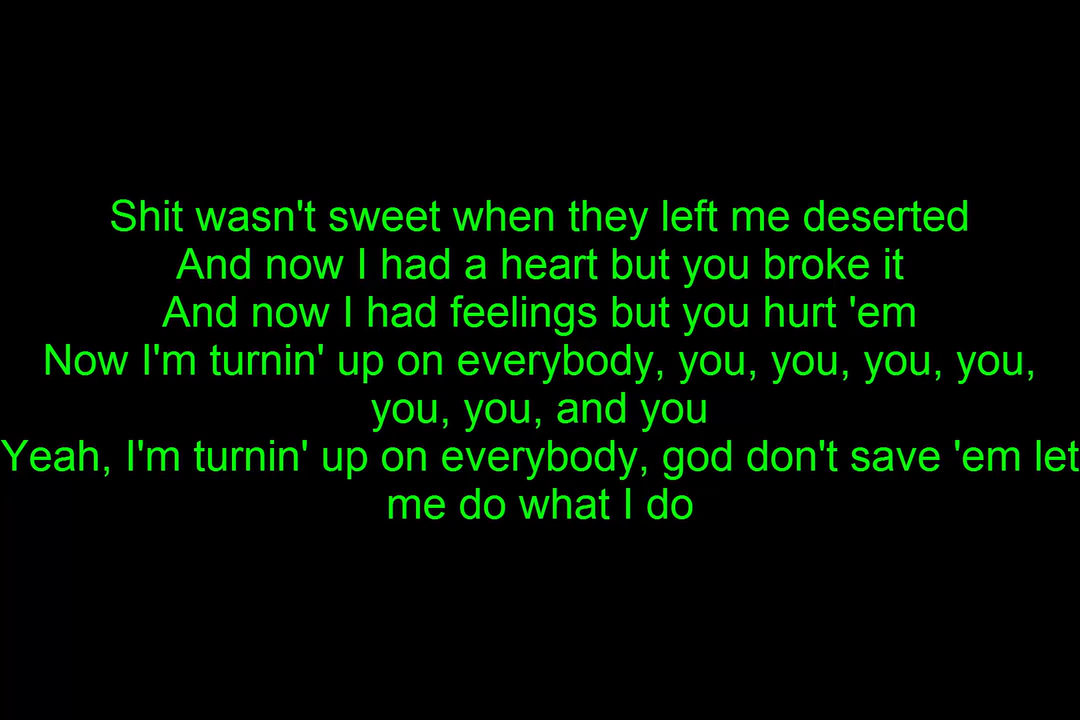 Shit wasn't sweet when they left me deserted
And now I had a heart but you broke it
And now I had feelings but you hurt 'em
Now I'm turnin' up on everybody, you, you, you, you,
you, you, and you
Yeah, I'm turnin' up on everybody, god don't save 'em let
me do what I do